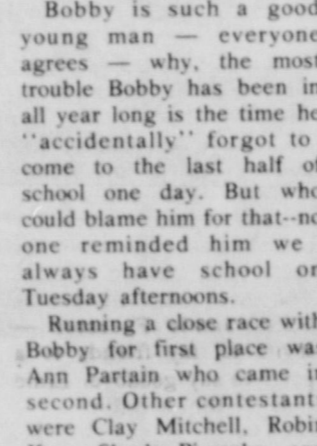 Bobby is such a good
young man — everyone
agrees — why, the most
trouble Bobby has been in
all year long is the time he
"accidentally" forgot to
come to the last half of
school one day. But who
could blame him for that--no
one reminded him we
always have school on
Tuesday afternoons.
Running a close race with
Bobby for first place was
Ann Partain who came in
second. Other contestant
were Clay Mitchell, Robin